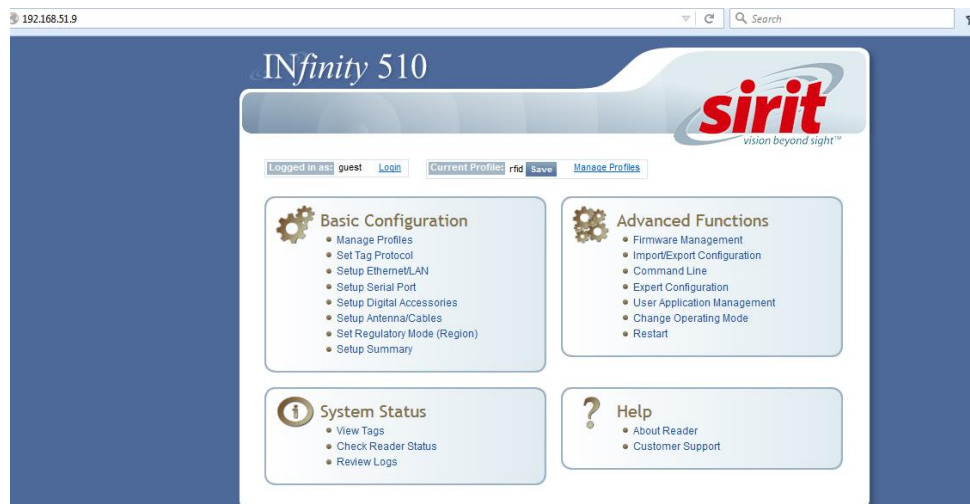 192.168.51.9
Search
INfinity 510
sirit
vision beyond sight™
Logged in as: guest Login Current Profile: rfid Save Manage Profiles
Basic Configuration
Manage Profiles
Set Tag Protocol
Setup Ethernet/LAN
Setup Serial Port
Setup Digital Accessories
Setup Antenna/Cables
Set Regulatory Mode (Region)
Setup Summary
Advanced Functions
Firmware Management
Import/Export Configuration
Command Line
Expert Configuration
User Application Management
Change Operating Mode
Restart
System Status
View Tags
Check Reader Status
Review Logs
Help
About Reader
Customer Support